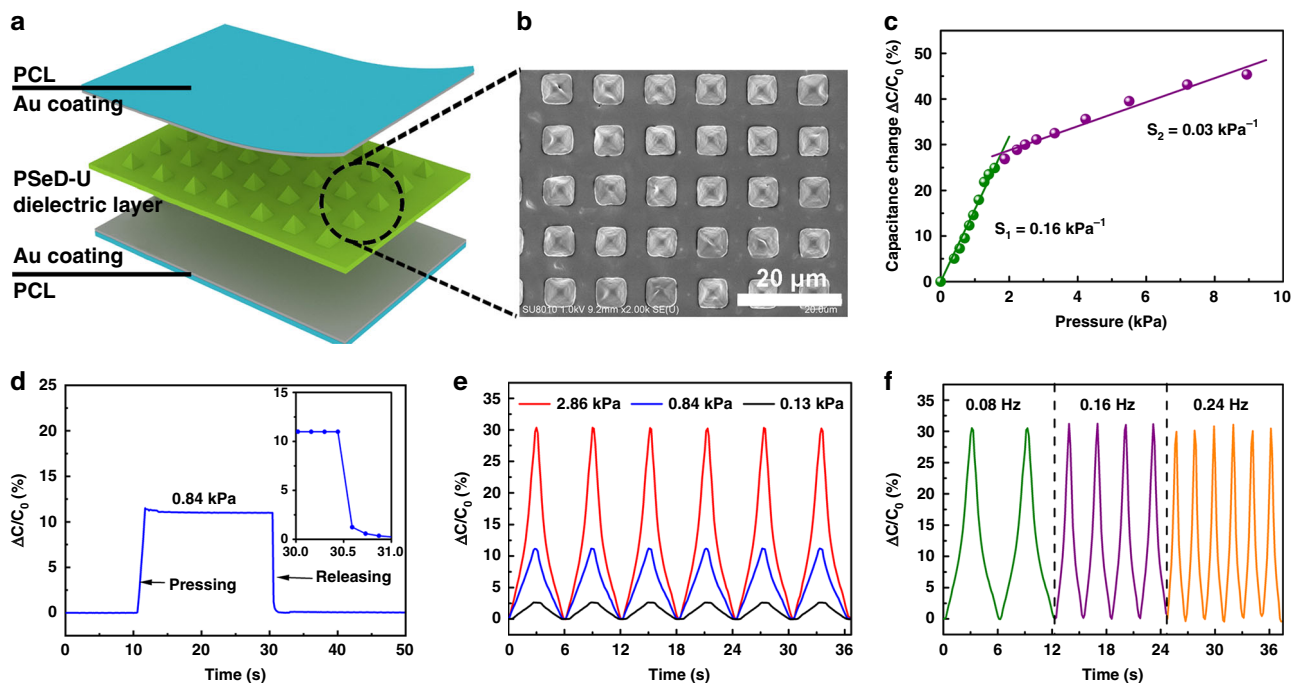 a
PCL
Au coating
PSeD-U
dielectric layer
Au coating
PCL
b
20 μm
SU8010 1.0kV 9.2mm x2.00k SE(U)
20.0um
c
Capacitance change ΔC/C₀ (%)
50
40
30
20
10
0
S₂ = 0.03 kPa⁻¹
S₁ = 0.16 kPa⁻¹
0 2 4 6 8 10
Pressure (kPa)
d
ΔC/C₀ (%)
25
20
15
10
5
0
0.84 kPa
Pressing
Releasing
15
10
5
0
30.0 30.5 31.0
0 10 20 30 40 50
Time (s)
e
ΔC/C₀ (%)
35
30
25
20
15
10
5
0
2.86 kPa 0.84 kPa 0.13 kPa
0 6 12 18 24 30 36
Time (s)
f
ΔC/C₀ (%)
35
30
25
20
15
10
5
0
0.08 Hz 0.16 Hz 0.24 Hz
0 6 12 18 24 30 36
Time (s)